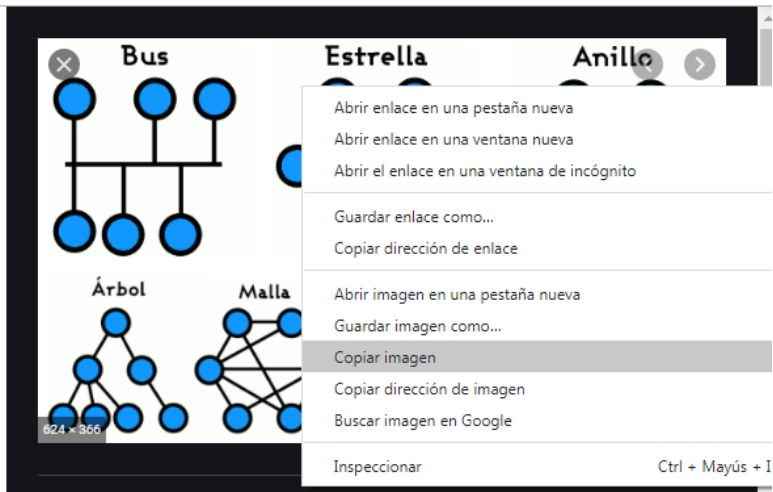 Bus
Estrella
Anillo
Abrir enlace en una pestaña nueva
Abrir enlace en una ventana nueva
Abrir el enlace en una ventana de incógnito
Guardar enlace como...
Copiar dirección de enlace
Árbol
Malla
Abrir imagen en una pestaña nueva
Guardar imagen como...
Copiar imagen
Copiar dirección de imagen
Buscar imagen en Google
624 × 366
Inspeccionar Ctrl + Mayús + I